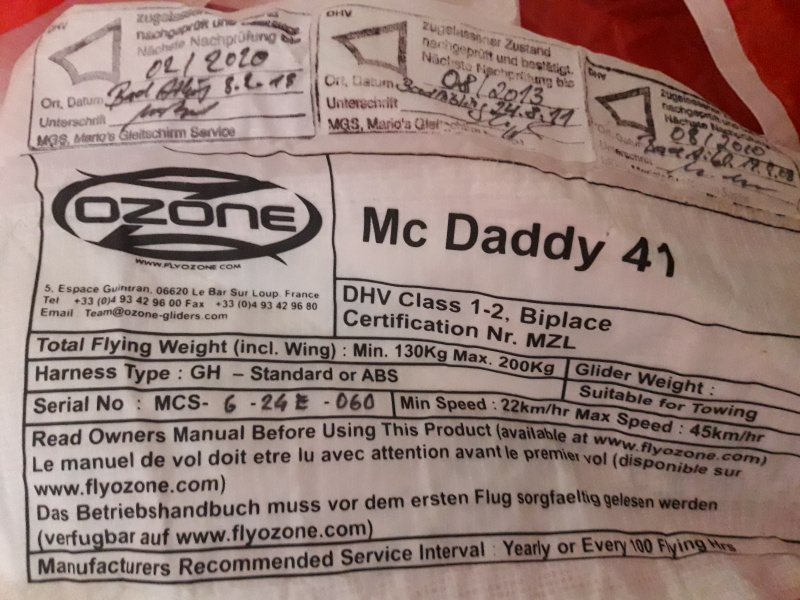 DHV
zugelassener
nachgeprüft und
Nächste Nachprüfung bis
02/2020
Ort, Datum 8.2.18
Unterschrift
MGS, Mario's Gleitschirm Service
DHV
zugelassener Zustand
nachgeprüft und bestätigt.
Nächste Nachprüfung bis
08/2013
Ort, Datum 24.8.11
Unterschrift
MGS, Mario's
DHV
OZONE
WWW.FLYOZONE.COM
5, Espace Guintran, 06620 Le Bar Sur Loup. France
Tel +33 (0)4 93 42 96 00 Fax +33 (0)4 93 42 96 80
Email Team@ozone-gliders.com
Mc Daddy 41
DHV Class 1-2, Biplace
Certification Nr. MZL
Total Flying Weight (incl. Wing) : Min. 130Kg Max. 200Kg
Glider Weight :
Harness Type : GH – Standard or ABS
Suitable for Towing
Serial No : MCS- G -24E -060
Min Speed : 22km/hr Max Speed : 45km/hr
Read Owners Manual Before Using This Product (available at www.flyozone.com)
Le manuel de vol doit etre lu avec attention avant le premier vol (disponible sur
www.flyozone.com)
Das Betriebshandbuch muss vor dem ersten Flug sorgfaeltig gelesen werden
(verfugbar auf www.flyozone.com)
Manufacturers Recommended Service Interval : Yearly or Every 100 Flying Hrs